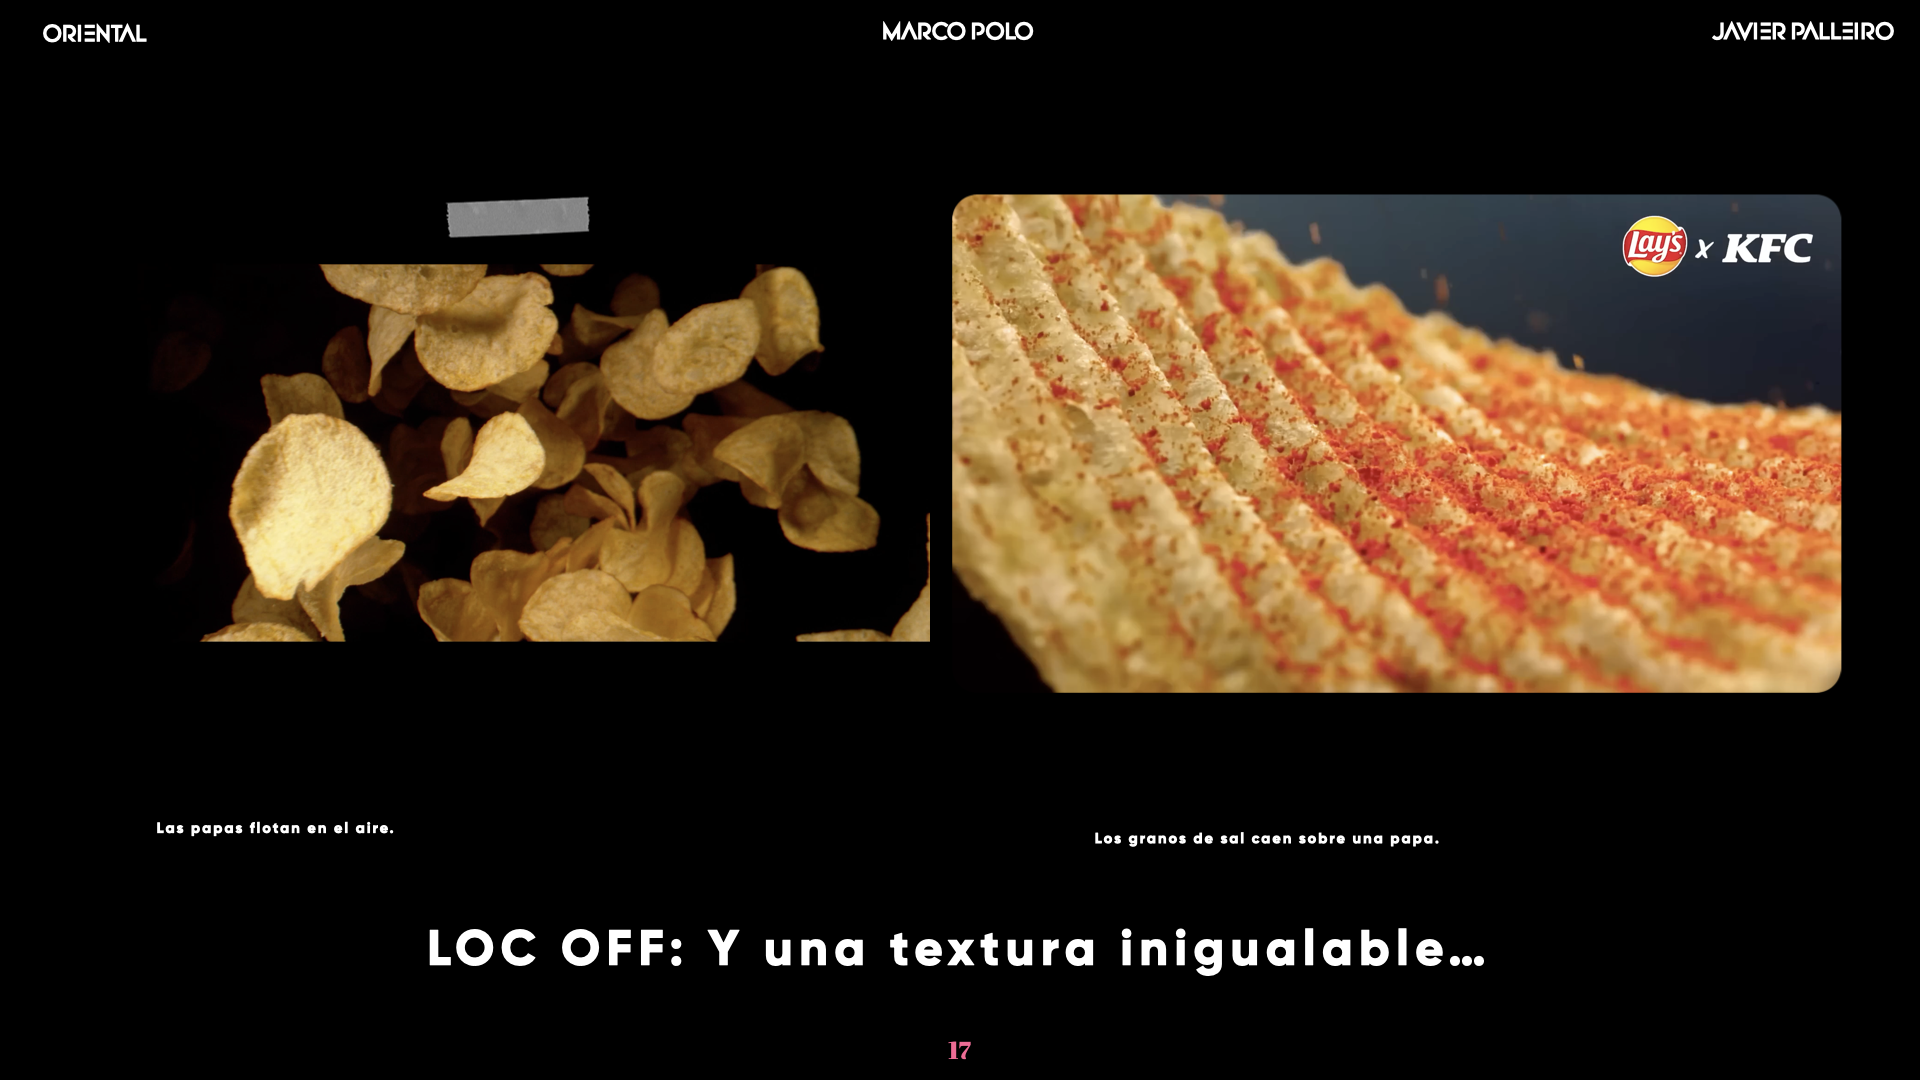 ORIENTAL
MARCO POLO
JAVIER PALLEIRO
Lay's x KFC
Las papas flotan en el aire.
Los granos de sal caen sobre una papa.
LOC OFF: Y una textura inigualable…
17